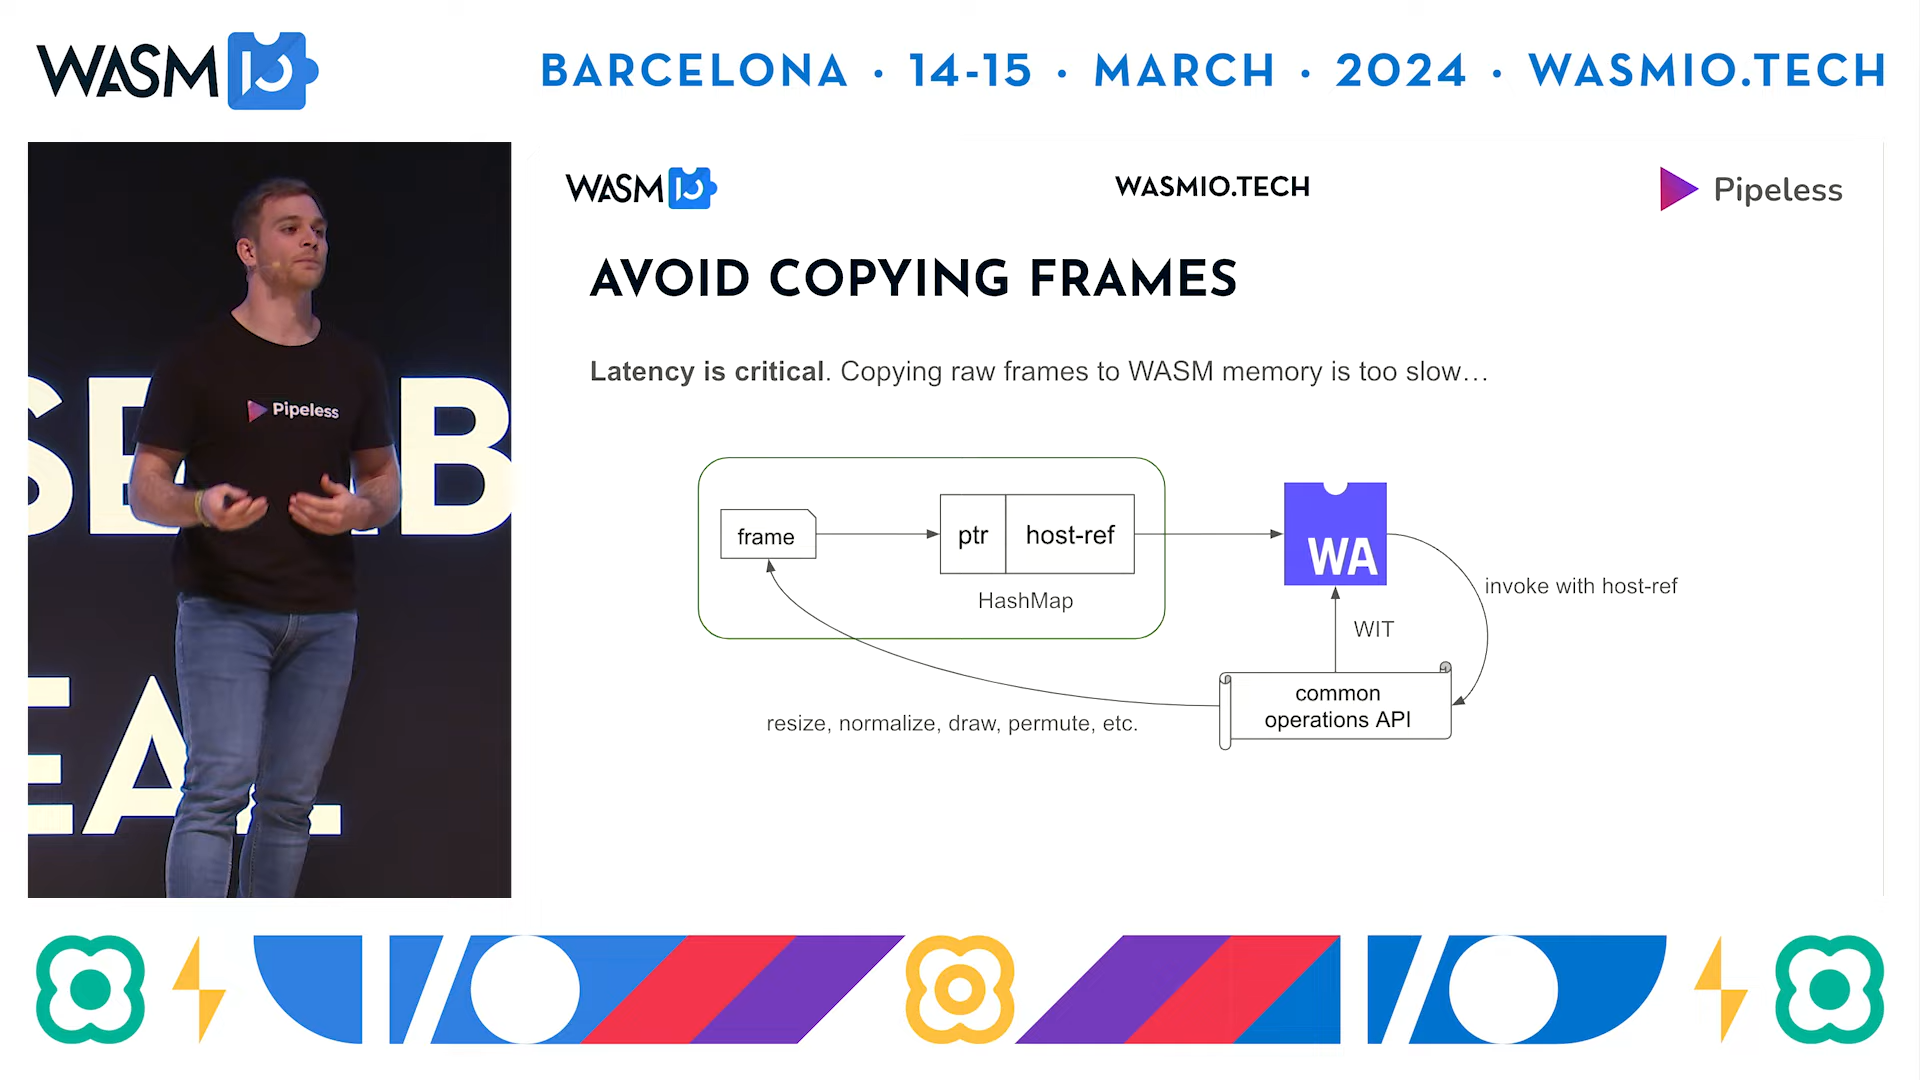 WASM IO
BARCELONA · 14-15 · MARCH · 2024 · WASMIO.TECH
WASM IO
WASMIO.TECH
Pipeless
AVOID COPYING FRAMES
Latency is critical. Copying raw frames to WASM memory is too slow…
frame
ptr
host-ref
HashMap
WA
invoke with host-ref
WIT
common
operations API
resize, normalize, draw, permute, etc.
Pipeless